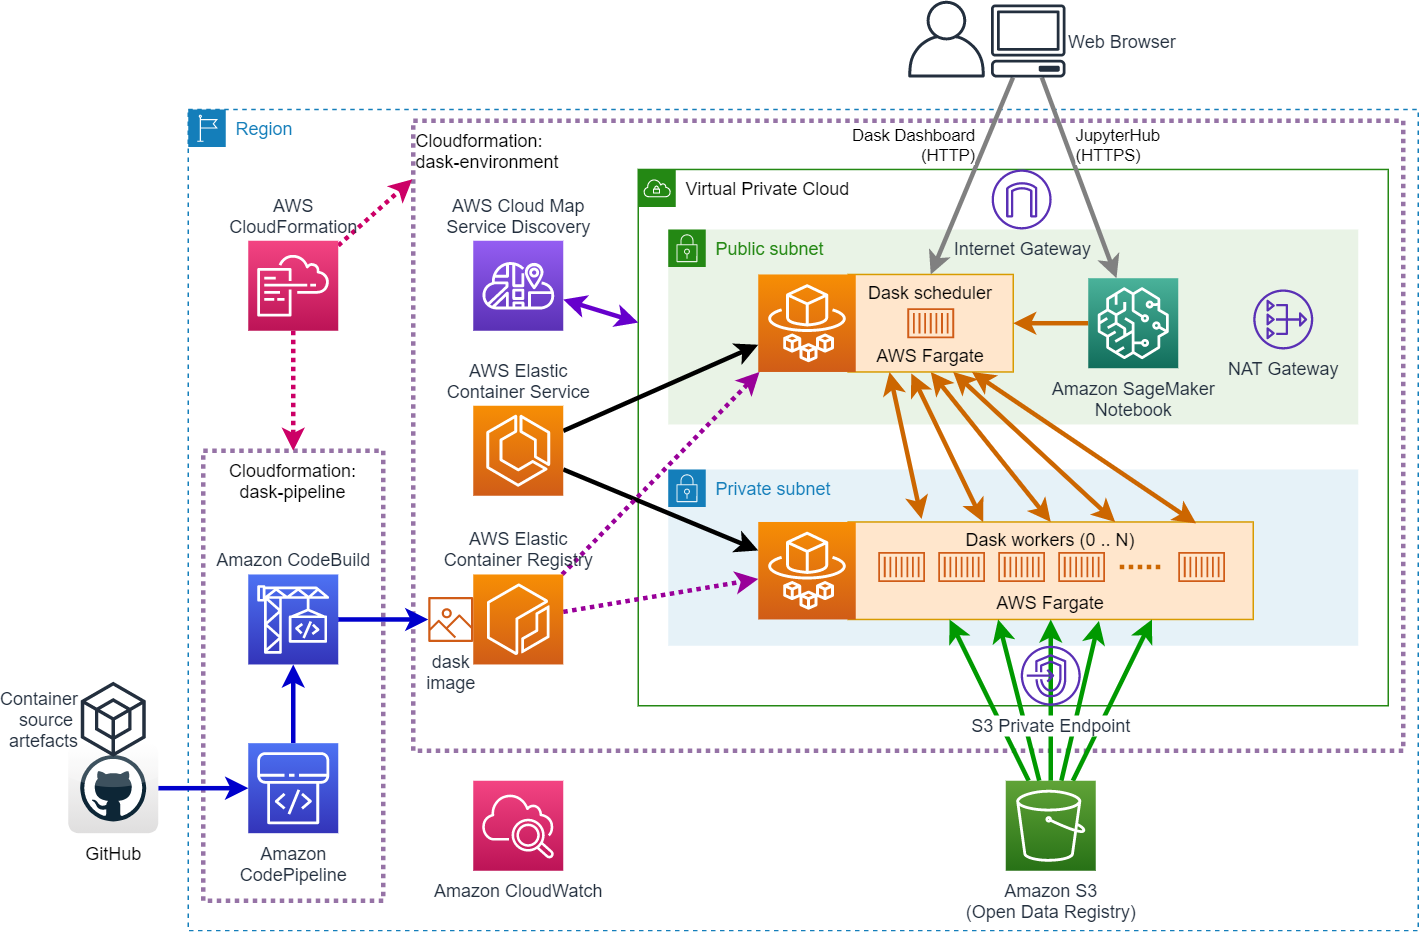 Web Browser
Region
Cloudformation:
dask-environment
Dask Dashboard
(HTTP)
JupyterHub
(HTTPS)
Virtual Private Cloud
AWS
CloudFormation
AWS Cloud Map
Service Discovery
Internet Gateway
Public subnet
Dask scheduler
AWS Fargate
Amazon SageMaker
Notebook
NAT Gateway
AWS Elastic
Container Service
Cloudformation:
dask-pipeline
Private subnet
Dask workers (0 .. N)
AWS Fargate
AWS Elastic
Container Registry
Amazon CodeBuild
dask
image
Container
source
artefacts
S3 Private Endpoint
GitHub
Amazon
CodePipeline
Amazon CloudWatch
Amazon S3
(Open Data Registry)